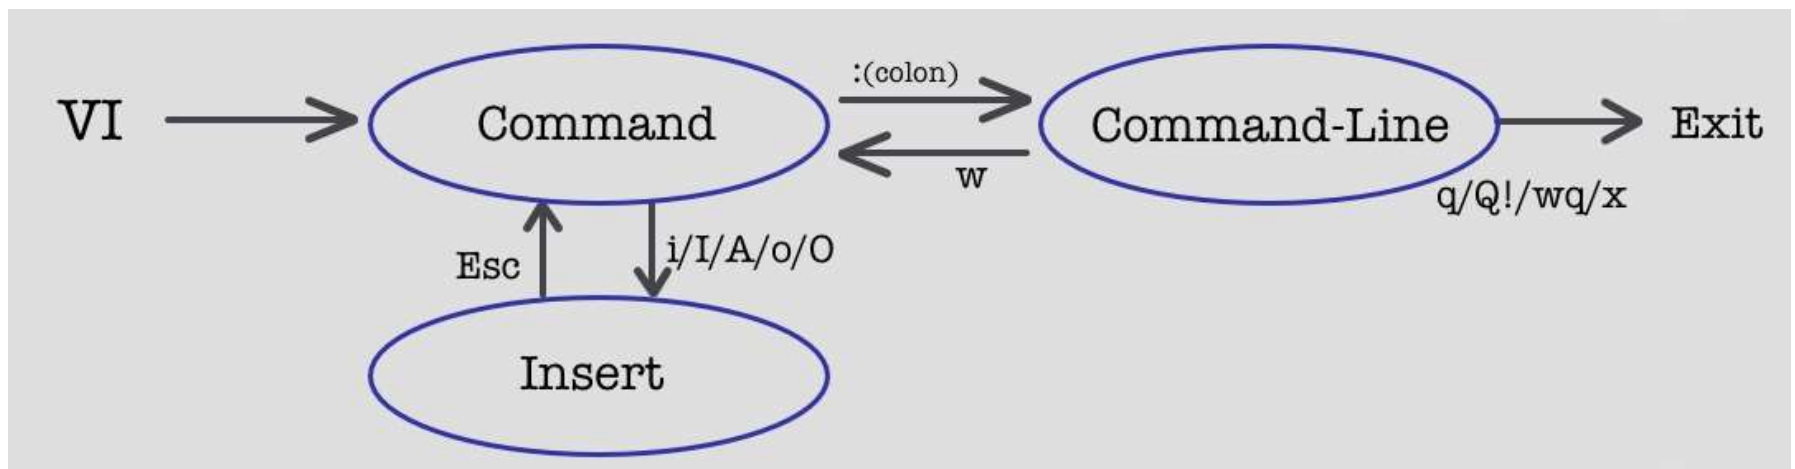 VI
Command
:(colon)
w
Command-Line
Exit
q/Q!/wq/x
Esc
i/I/A/o/O
Insert